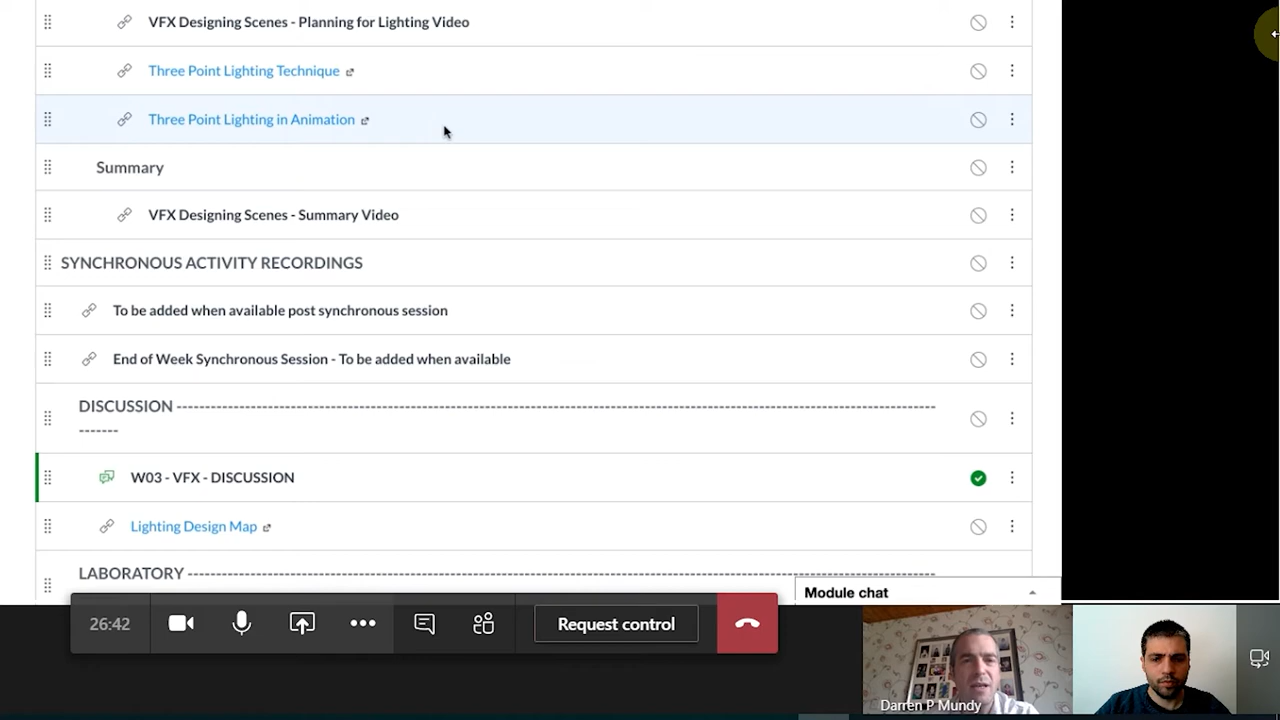 VFX Designing Scenes - Planning for Lighting Video
Three Point Lighting Technique
Three Point Lighting in Animation
Summary
VFX Designing Scenes - Summary Video
SYNCHRONOUS ACTIVITY RECORDINGS
To be added when available post synchronous session
End of Week Synchronous Session - To be added when available
DISCUSSION ------------------------------------------------------------------------------------------------------------------------------
-------
W03 - VFX - DISCUSSION
Lighting Design Map
LABORATORY ----------------------------------------------------------------------------------------------------------------------------
Module chat
26:42
Request control
Darren P Mundy